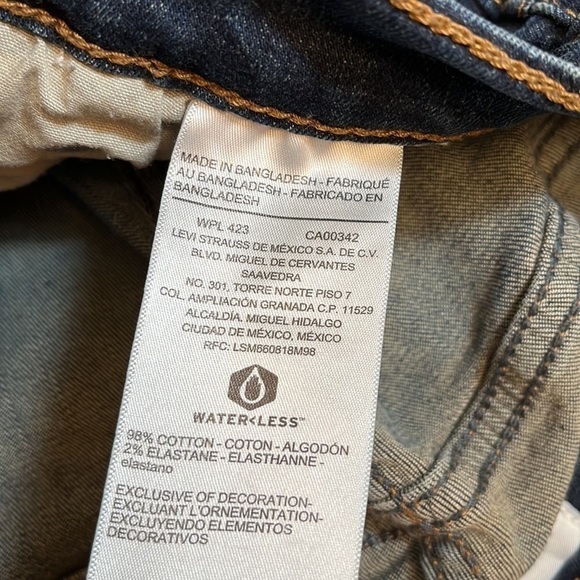 MADE IN BANGLADESH - FABRIQUÉ
AU BANGLADESH - FABRICADO EN
BANGLADESH
WPL 423 CA00342
LEVI STRAUSS DE MÉXICO S.A. DE C.V.
BLVD. MIGUEL DE CERVANTES
SAAVEDRA
NO. 301, TORRE NORTE PISO 7
COL. AMPLIACIÓN GRANADA C.P. 11529
ALCALDÍA. MIGUEL HIDALGO
CIUDAD DE MÉXICO, MÉXICO
RFC: LSM660818M98
WATER<LESS™
98% COTTON - COTON - ALGODÓN
2% ELASTANE - ELASTHANNE -
elastano
EXCLUSIVE OF DECORATION-
EXCLUANT L'ORNEMENTATION-
EXCLUYENDO ELEMENTOS
DECORATIVOS